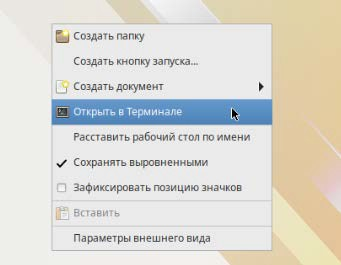 Создать папку
Создать кнопку запуска...
Создать документ
Открыть в Терминале
Расставить рабочий стол по имени
Сохранять выровненными
Зафиксировать позицию значков
Вставить
Параметры внешнего вида